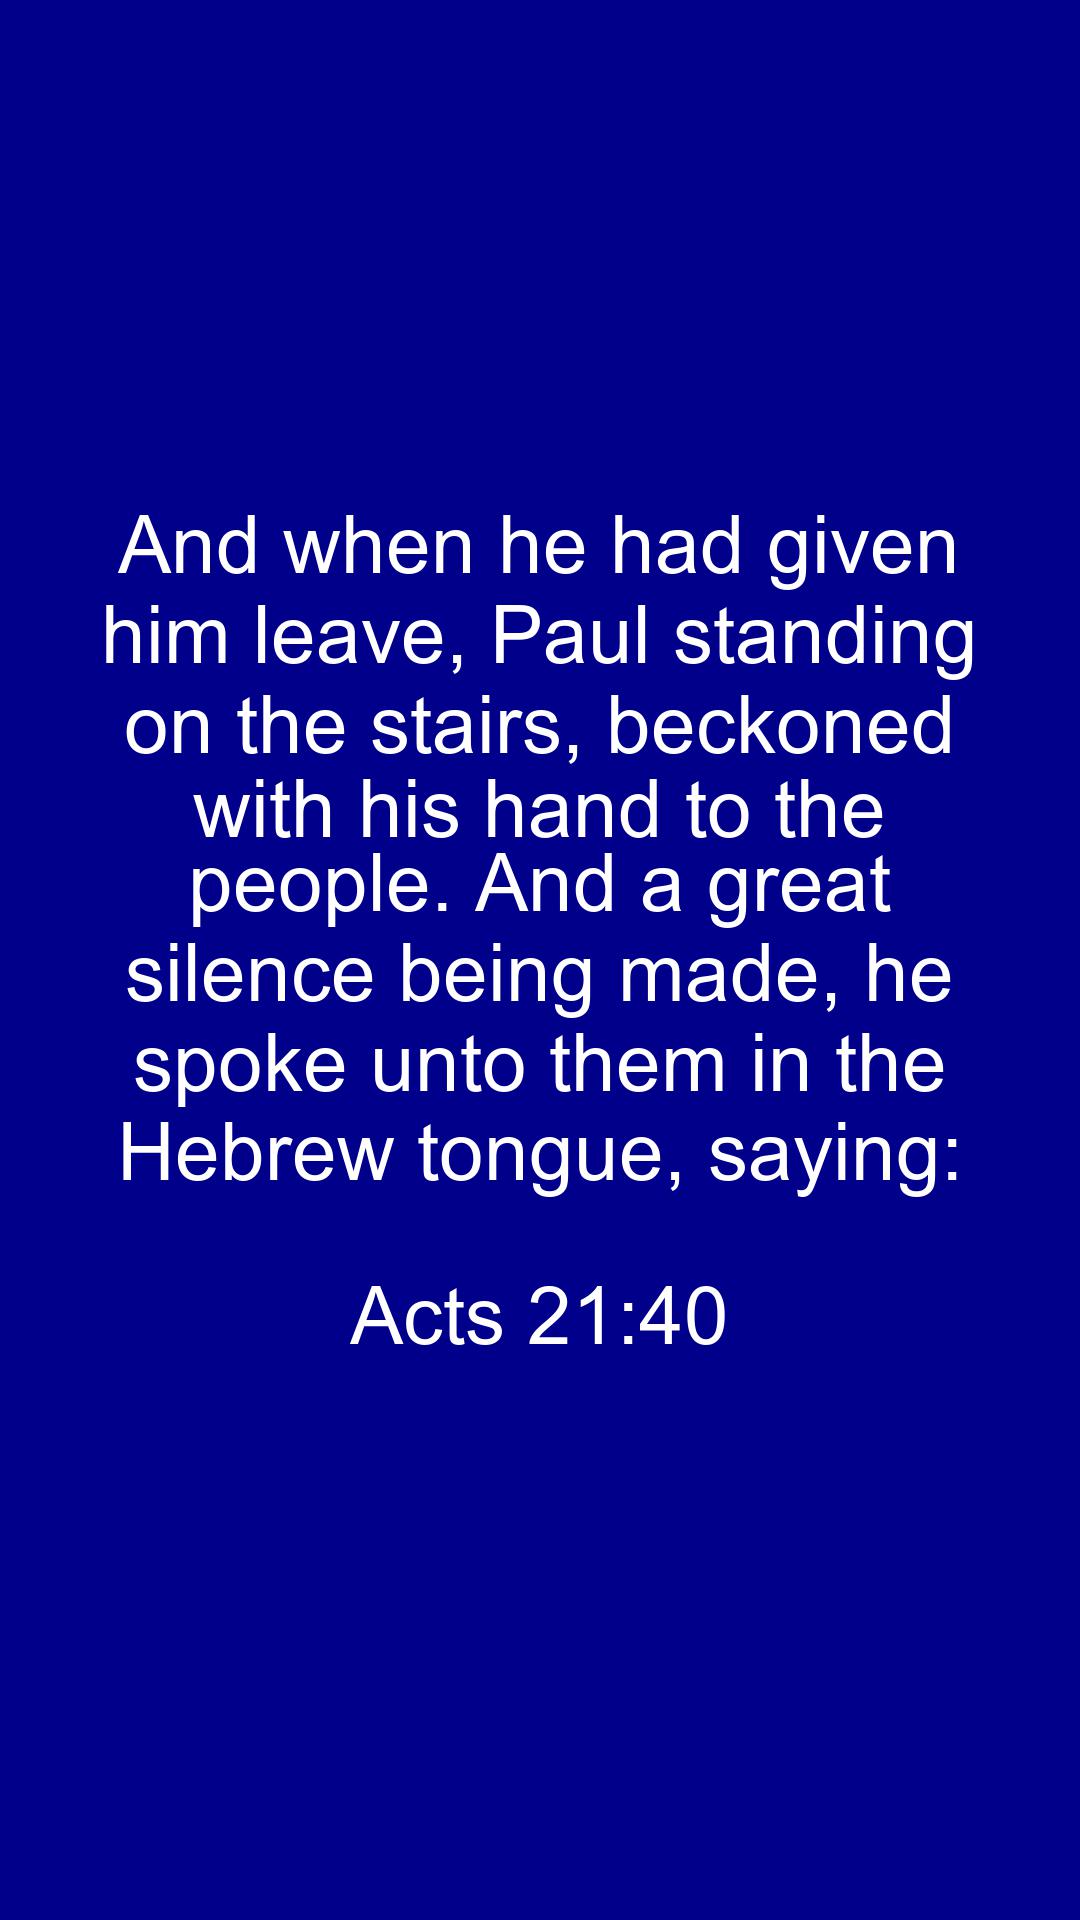 And when he had given
him leave, Paul standing
on the stairs, beckoned
with his hand to the
people. And a great
silence being made, he
spoke unto them in the
Hebrew tongue, saying:
Acts 21:40